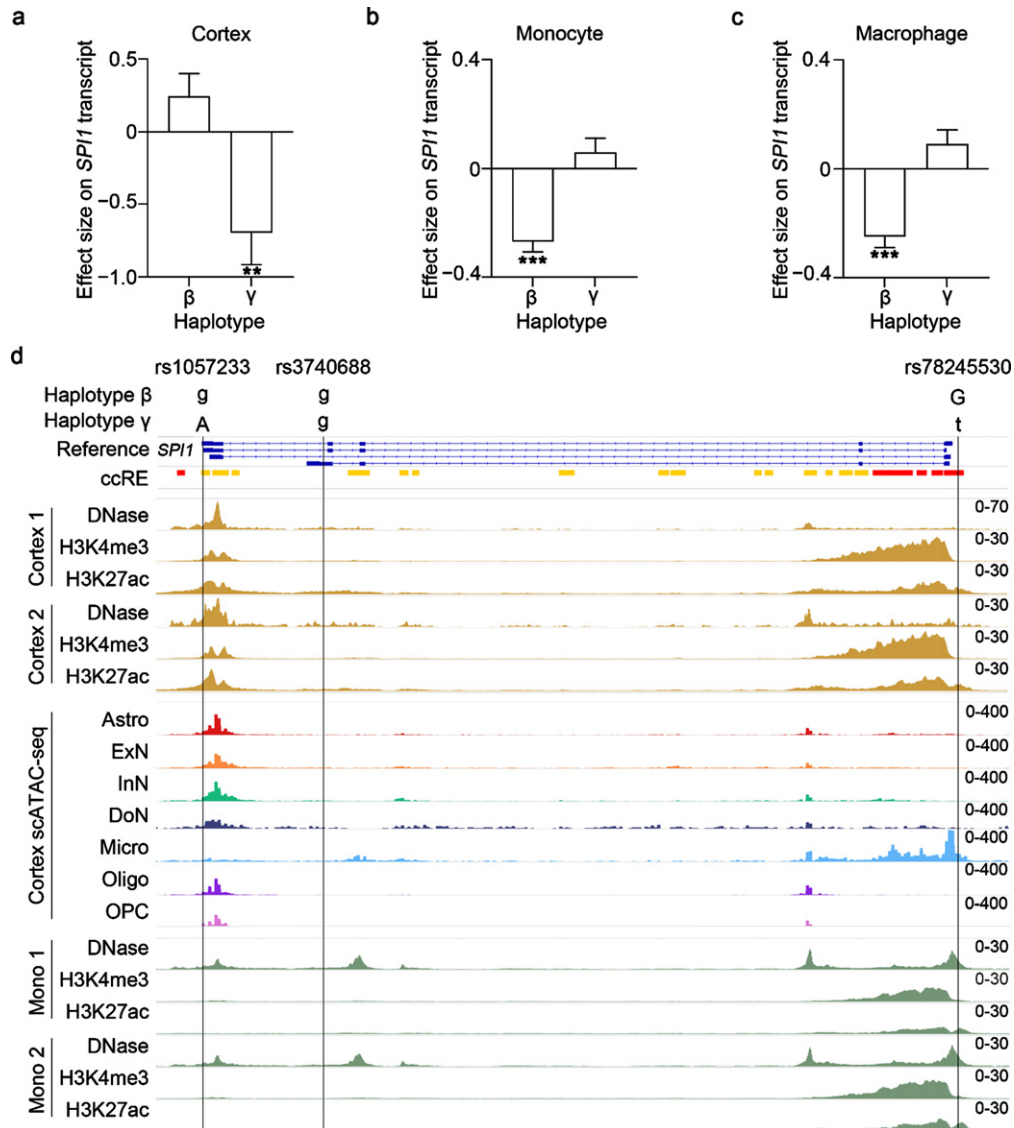 a
Cortex
Effect size on SPI1 transcript
0.5
0
−0.5
−1.0
**
β γ
Haplotype
b
Monocyte
Effect size on SPI1 transcript
0.4
0
−0.4
***
β γ
Haplotype
c
Macrophage
Effect size on SPI1 transcript
0.4
0
−0.4
***
β γ
Haplotype
d
rs1057233 rs3740688 rs78245530
Haplotype β g g G
Haplotype γ A g t
Reference SPI1
ccRE
Cortex 1
DNase 0-70
H3K4me3 0-30
H3K27ac 0-30
Cortex 2
DNase 0-30
H3K4me3 0-30
H3K27ac 0-30
Cortex scATAC-seq
Astro 0-400
ExN 0-400
InN 0-400
DoN 0-400
Micro 0-400
Oligo 0-400
OPC 0-400
Mono 1
DNase 0-30
H3K4me3 0-30
H3K27ac 0-30
Mono 2
DNase 0-30
H3K4me3 0-30
H3K27ac 0-30